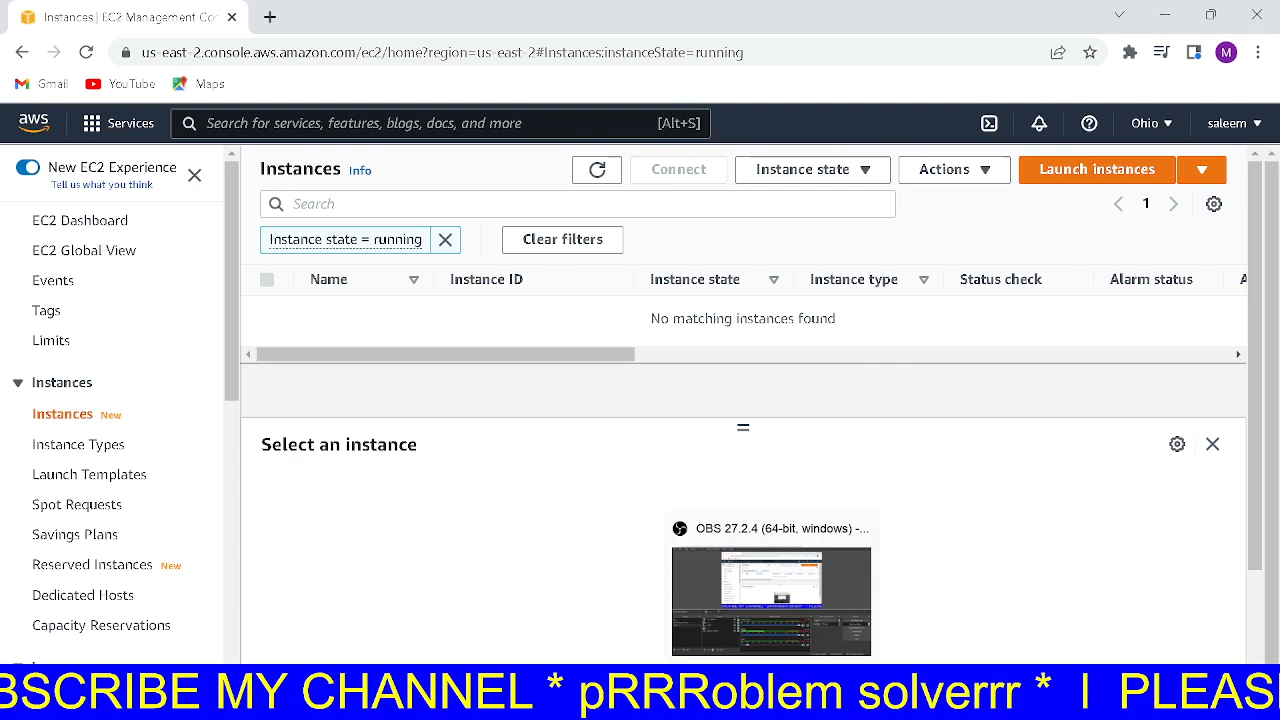 Instances | EC2 Management Con
us-east-2.console.aws.amazon.com/ec2/home?region=us-east-2#Instances:instanceState=running
M
Gmail YouTube Maps
aws Services Search for services, features, blogs, docs, and more [Alt+S] Ohio saleem
New EC2 Experience
Tell us what you think
EC2 Dashboard
EC2 Global View
Events
Tags
Limits
Instances
Instances New
Instance Types
Launch Templates
Spot Requests
Savings Plans
Reserved Instances New
Dedicated Hosts
Capacity Res
Instances Info
Connect Instance state Actions Launch instances
Search
1
Instance state = running Clear filters
Name Instance ID Instance state Instance type Status check Alarm status A
No matching instances found
Select an instance
OBS 27.2.4 (64-bit, windows) -...
BSCRIBE MY CHANNEL * pRRRoblem solverrr * I PLEAS